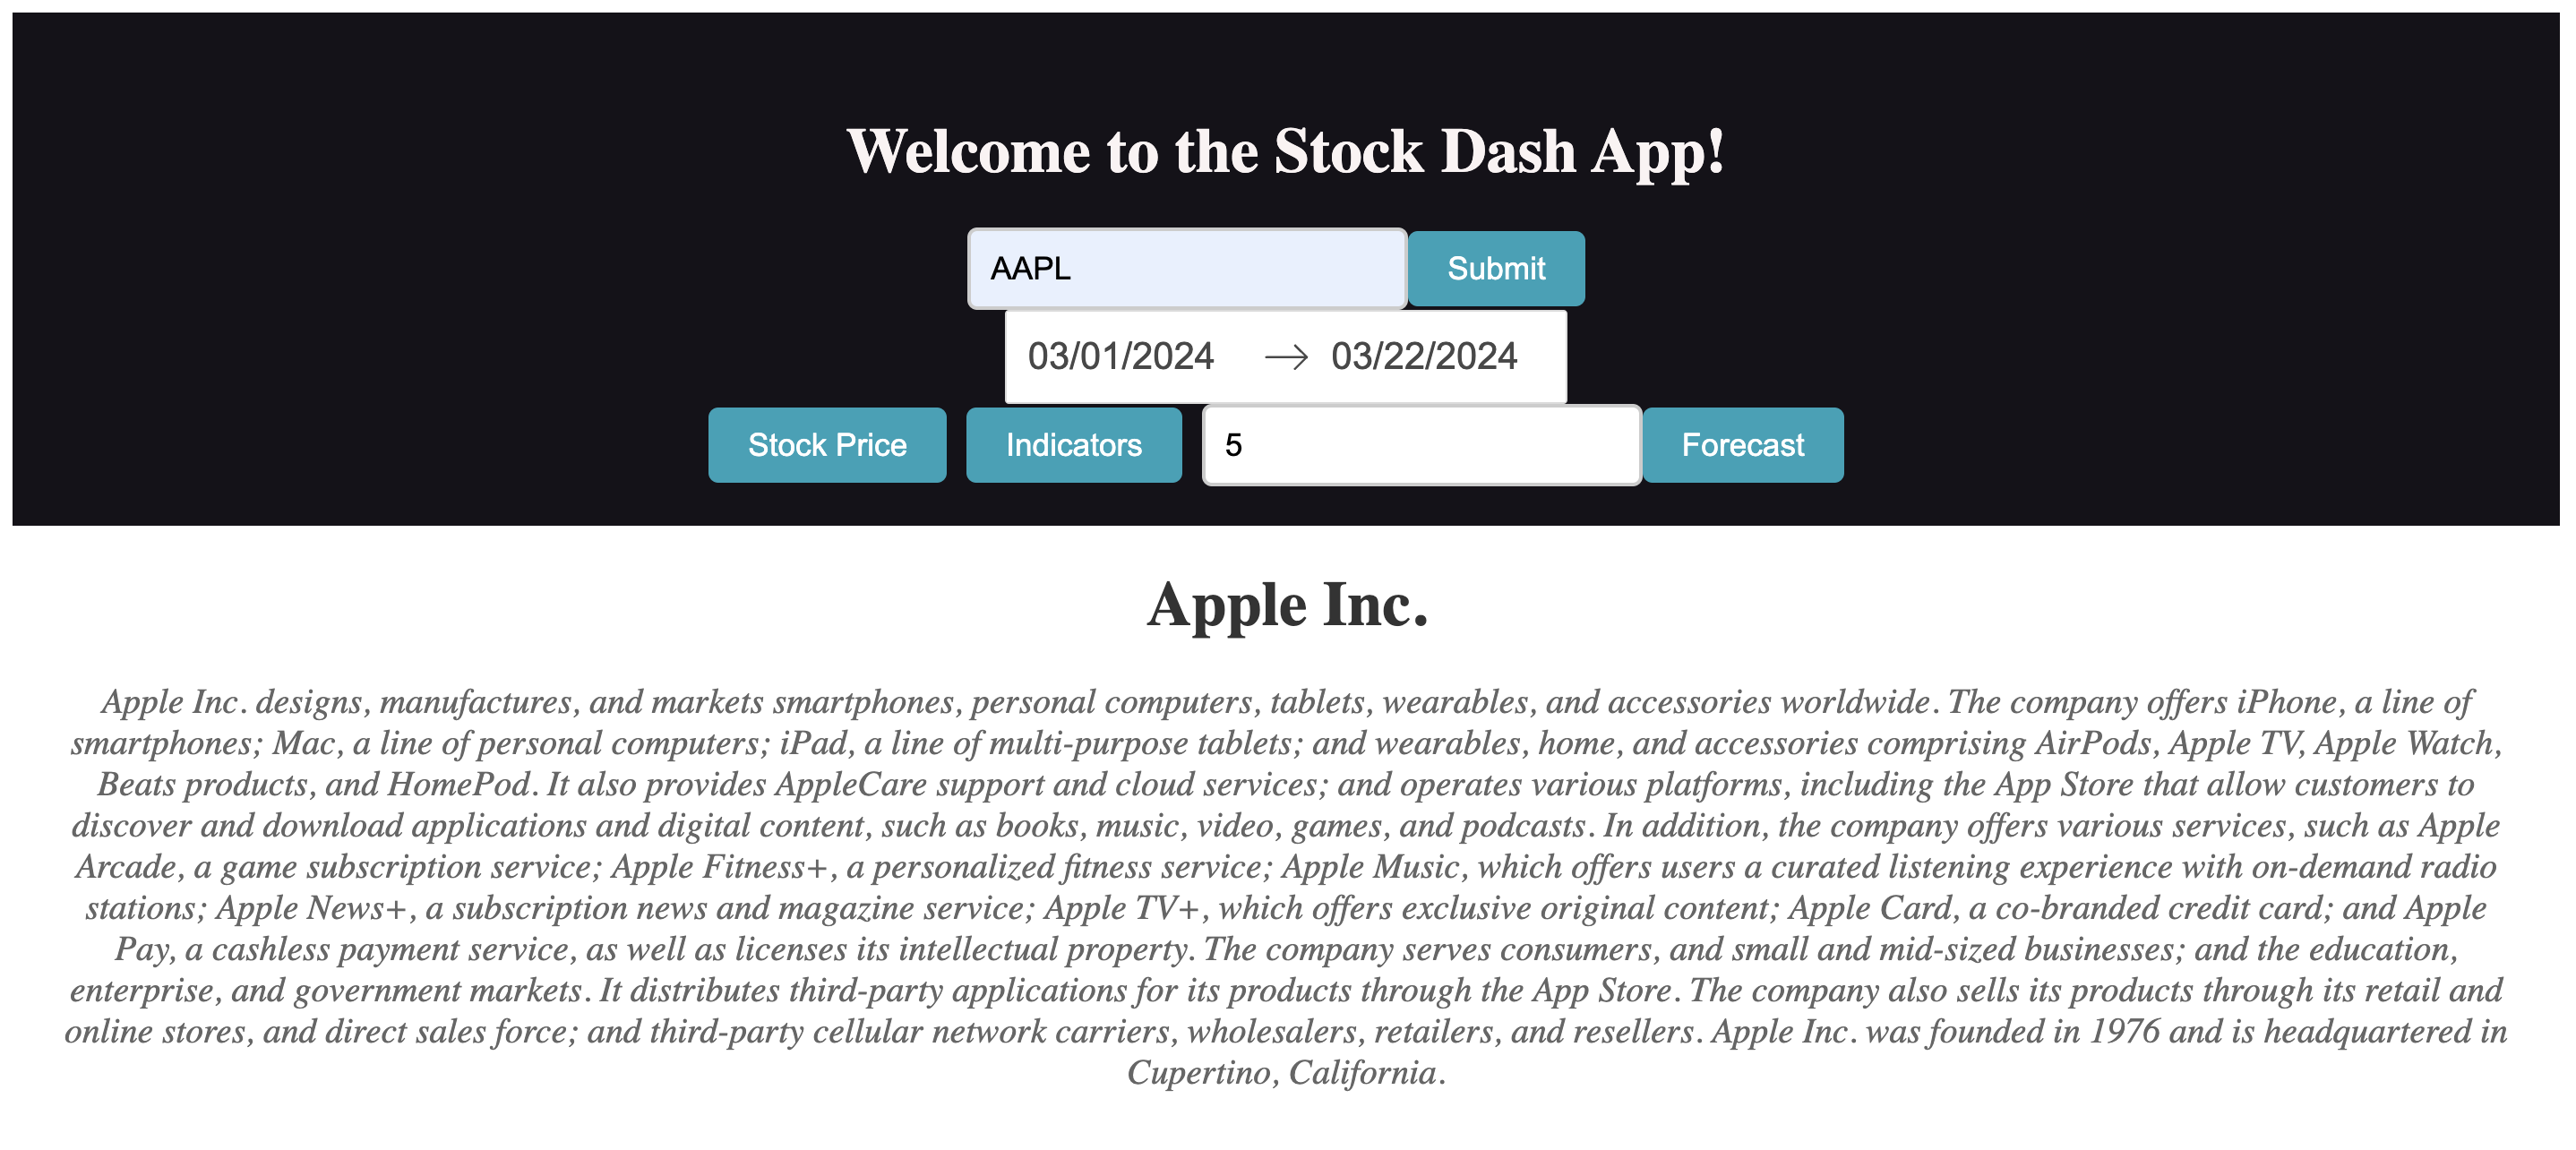 Welcome to the Stock Dash App!
AAPL Submit
03/01/2024 → 03/22/2024
Stock Price Indicators 5 Forecast
Apple Inc.
Apple Inc. designs, manufactures, and markets smartphones, personal computers, tablets, wearables, and accessories worldwide. The company offers iPhone, a line of
smartphones; Mac, a line of personal computers; iPad, a line of multi-purpose tablets; and wearables, home, and accessories comprising AirPods, Apple TV, Apple Watch,
Beats products, and HomePod. It also provides AppleCare support and cloud services; and operates various platforms, including the App Store that allow customers to
discover and download applications and digital content, such as books, music, video, games, and podcasts. In addition, the company offers various services, such as Apple
Arcade, a game subscription service; Apple Fitness+, a personalized fitness service; Apple Music, which offers users a curated listening experience with on-demand radio
stations; Apple News+, a subscription news and magazine service; Apple TV+, which offers exclusive original content; Apple Card, a co-branded credit card; and Apple
Pay, a cashless payment service, as well as licenses its intellectual property. The company serves consumers, and small and mid-sized businesses; and the education,
enterprise, and government markets. It distributes third-party applications for its products through the App Store. The company also sells its products through its retail and
online stores, and direct sales force; and third-party cellular network carriers, wholesalers, retailers, and resellers. Apple Inc. was founded in 1976 and is headquartered in
Cupertino, California.